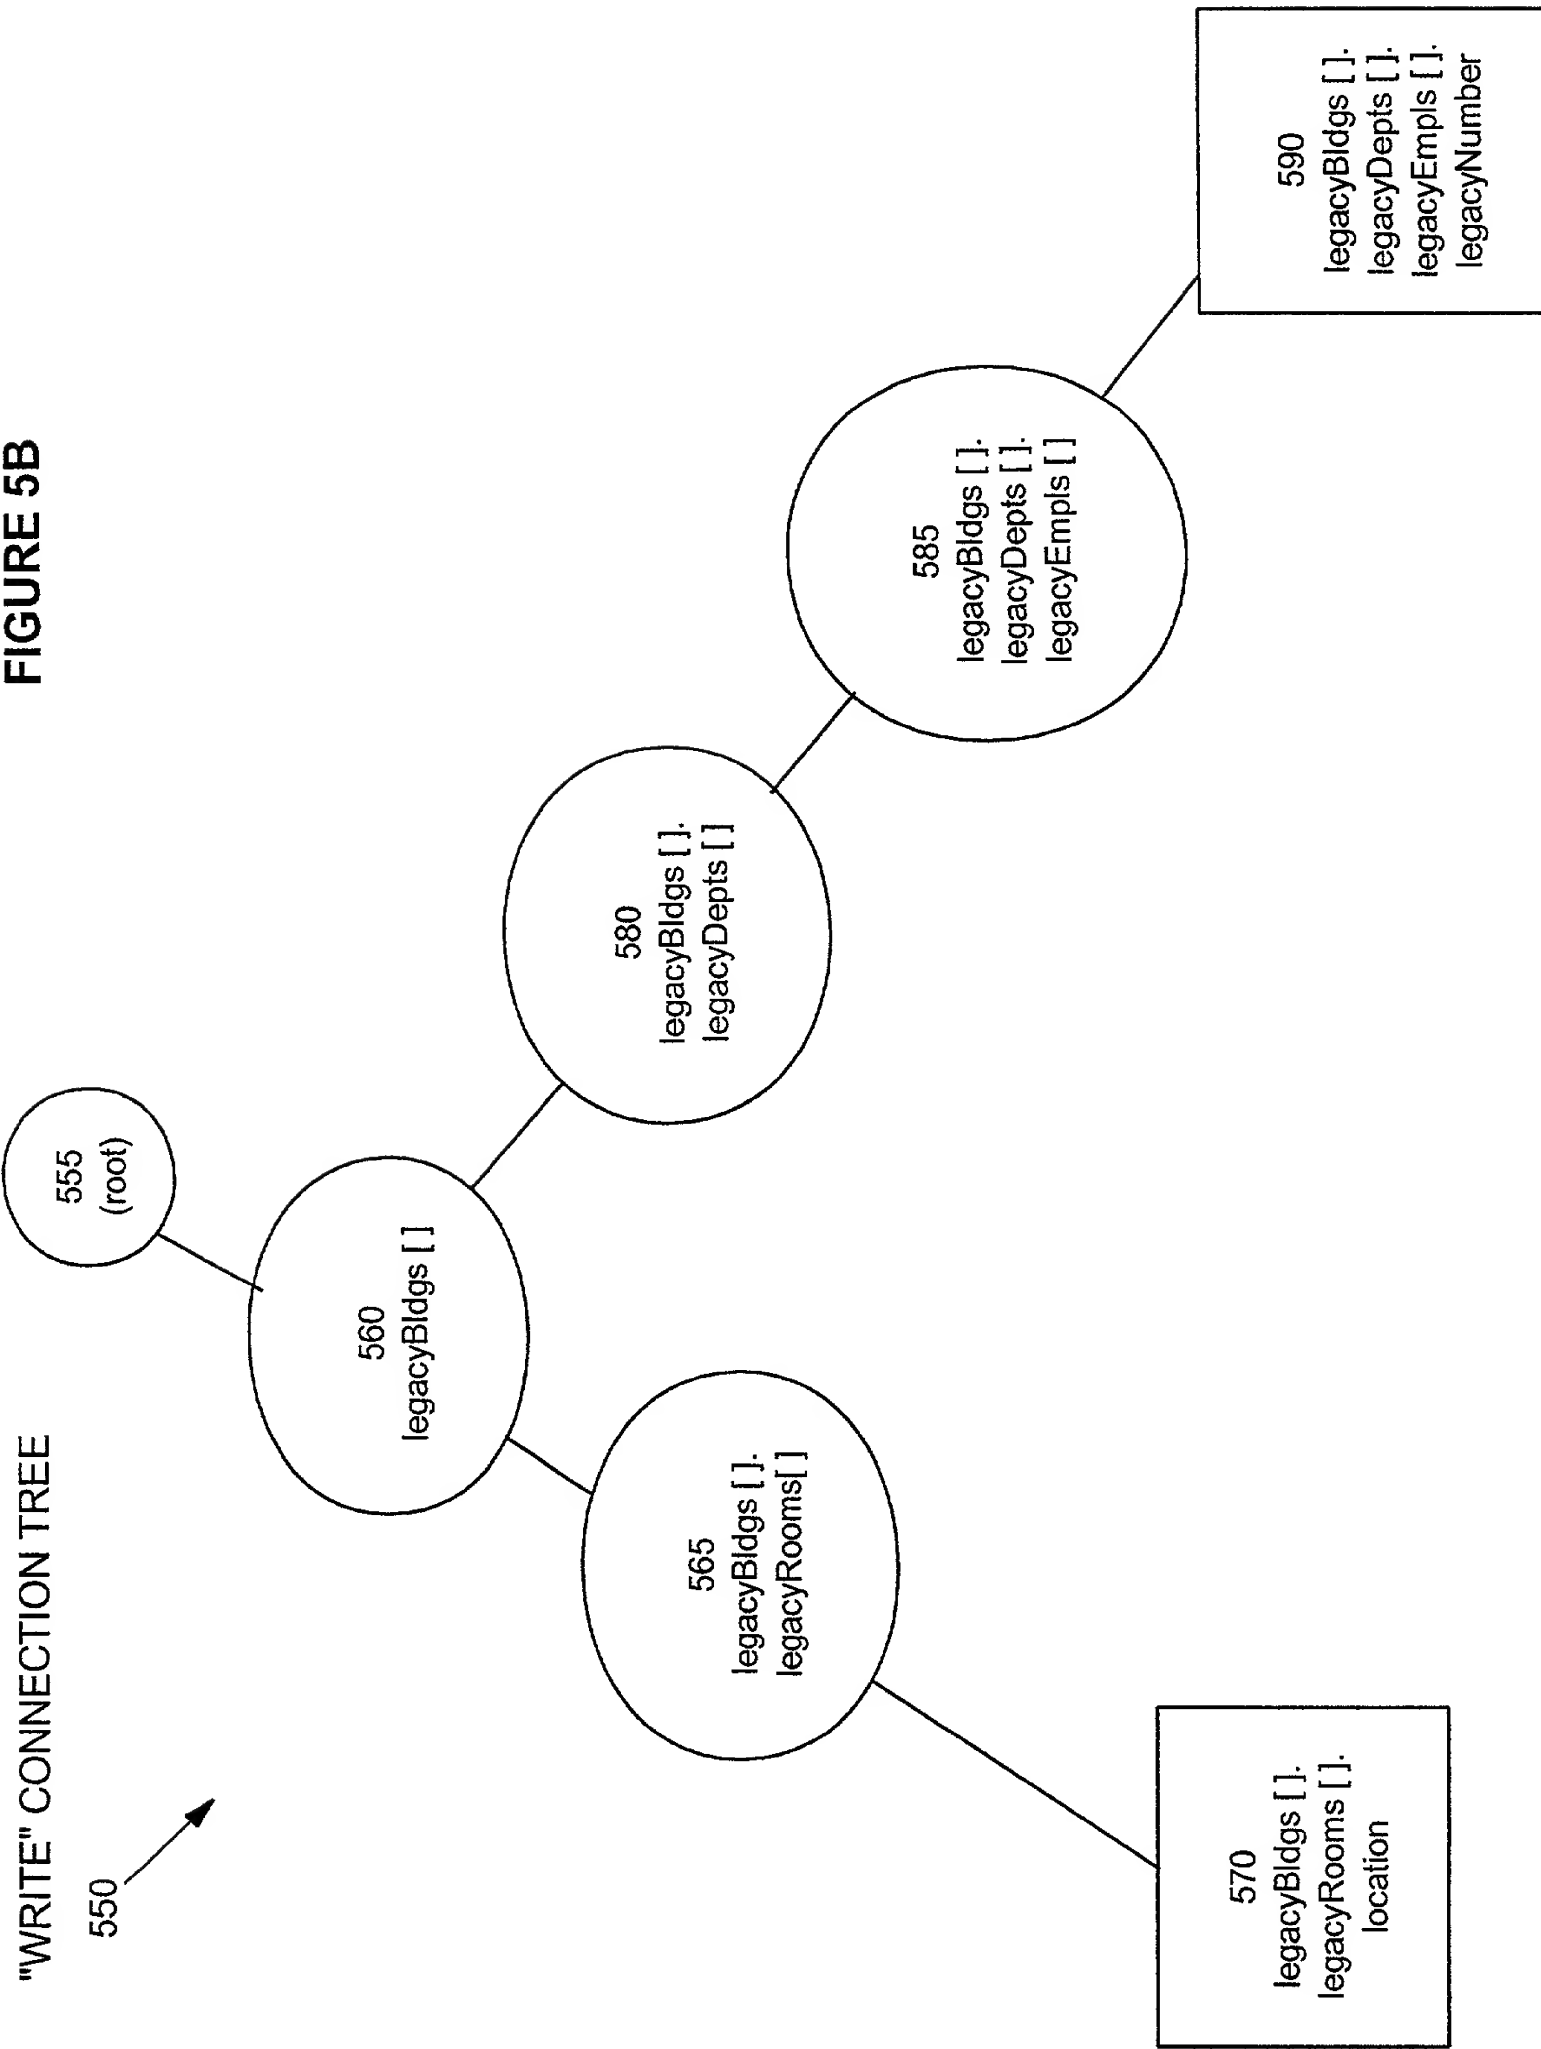 FIGURE 5B
"WRITE" CONNECTION TREE
550
555
(root)
560
legacyBldgs [ ]
565
legacyBldgs [ ].
legacyRooms[ ]
580
legacyBldgs [ ].
legacyDepts [ ]
585
legacyBldgs [ ].
legacyDepts [ ].
legacyEmpls [ ]
570
legacyBldgs [ ].
legacyRooms [ ].
location
590
legacyBldgs [ ].
legacyDepts [ ].
legacyEmpls [ ].
legacyNumber